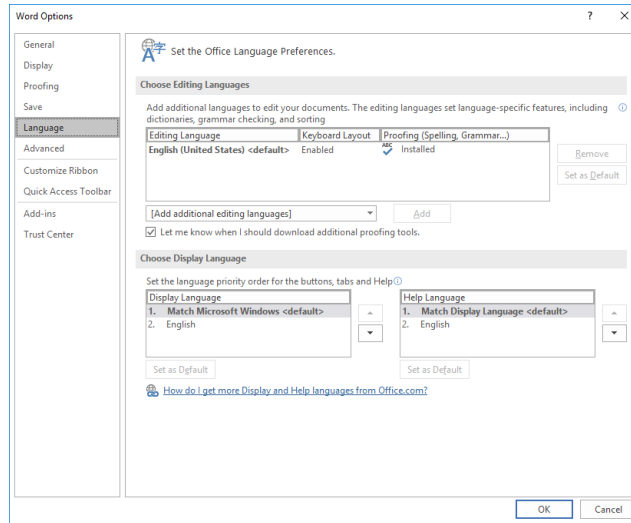 Word Options
?
General
Display
Proofing
Save
Language
Advanced
Customize Ribbon
Quick Access Toolbar
Add-ins
Trust Center
A字 Set the Office Language Preferences.
Choose Editing Languages
Add additional languages to edit your documents. The editing languages set language-specific features, including
dictionaries, grammar checking, and sorting
Editing Language Keyboard Layout Proofing (Spelling, Grammar...)
English (United States) <default> Enabled ABC Installed
Remove
Set as Default
[Add additional editing languages] Add
Let me know when I should download additional proofing tools.
Choose Display Language
Set the language priority order for the buttons, tabs and Help
Display Language
1. Match Microsoft Windows <default>
2. English
Set as Default
Help Language
1. Match Display Language <default>
2. English
Set as Default
How do I get more Display and Help languages from Office.com?
OK Cancel